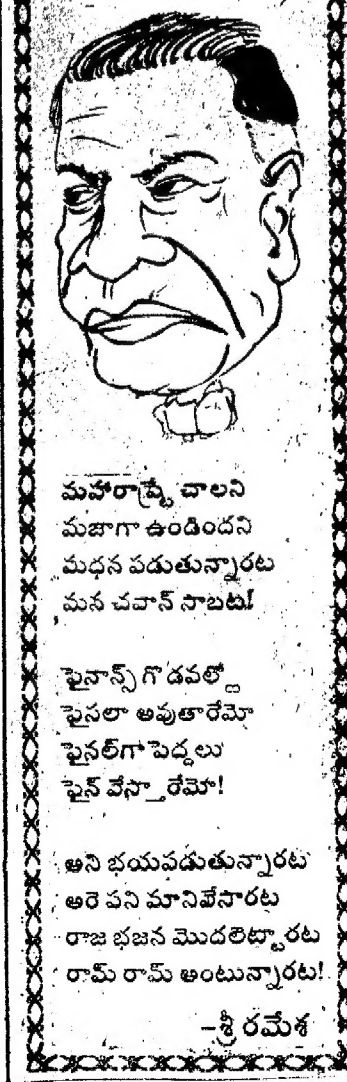 మహారాష్ట్రే చాలని
మజాగా ఉండిందని
మథన పడుతున్నారట
మన చవాన్ సాబట!
ఫైనాన్స్ గొడవల్లో
ఫైసలా అవుతారేమో
ఫైనల్‌గా పెద్దలు
ఫైన్ వేస్తారేమో!
అని భయపడుతున్నారట
అరె పని మానివేసారట
రాజ భజన మొదలెట్టారట
రామ్ రామ్ అంటున్నారట!
-శ్రీ రమేశ